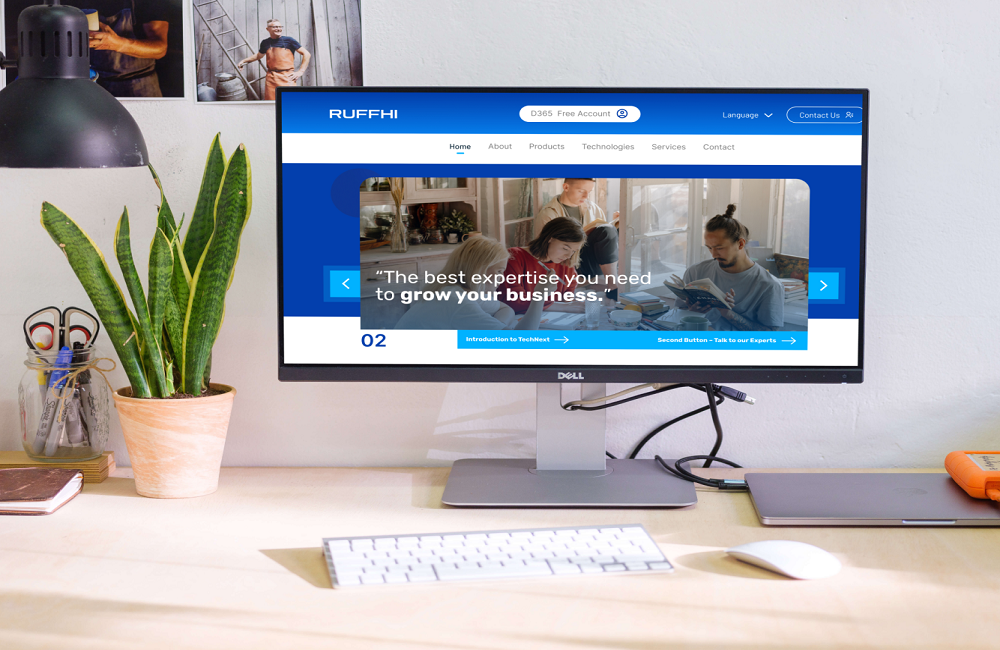 RUFFHI
D365 Free Account
Language
Contact Us
Home
About
Products
Technologies
Services
Contact
“The best expertise you need
to grow your business.”
02
Introduction to TechNext
Second Button – Talk to our Experts
DELL